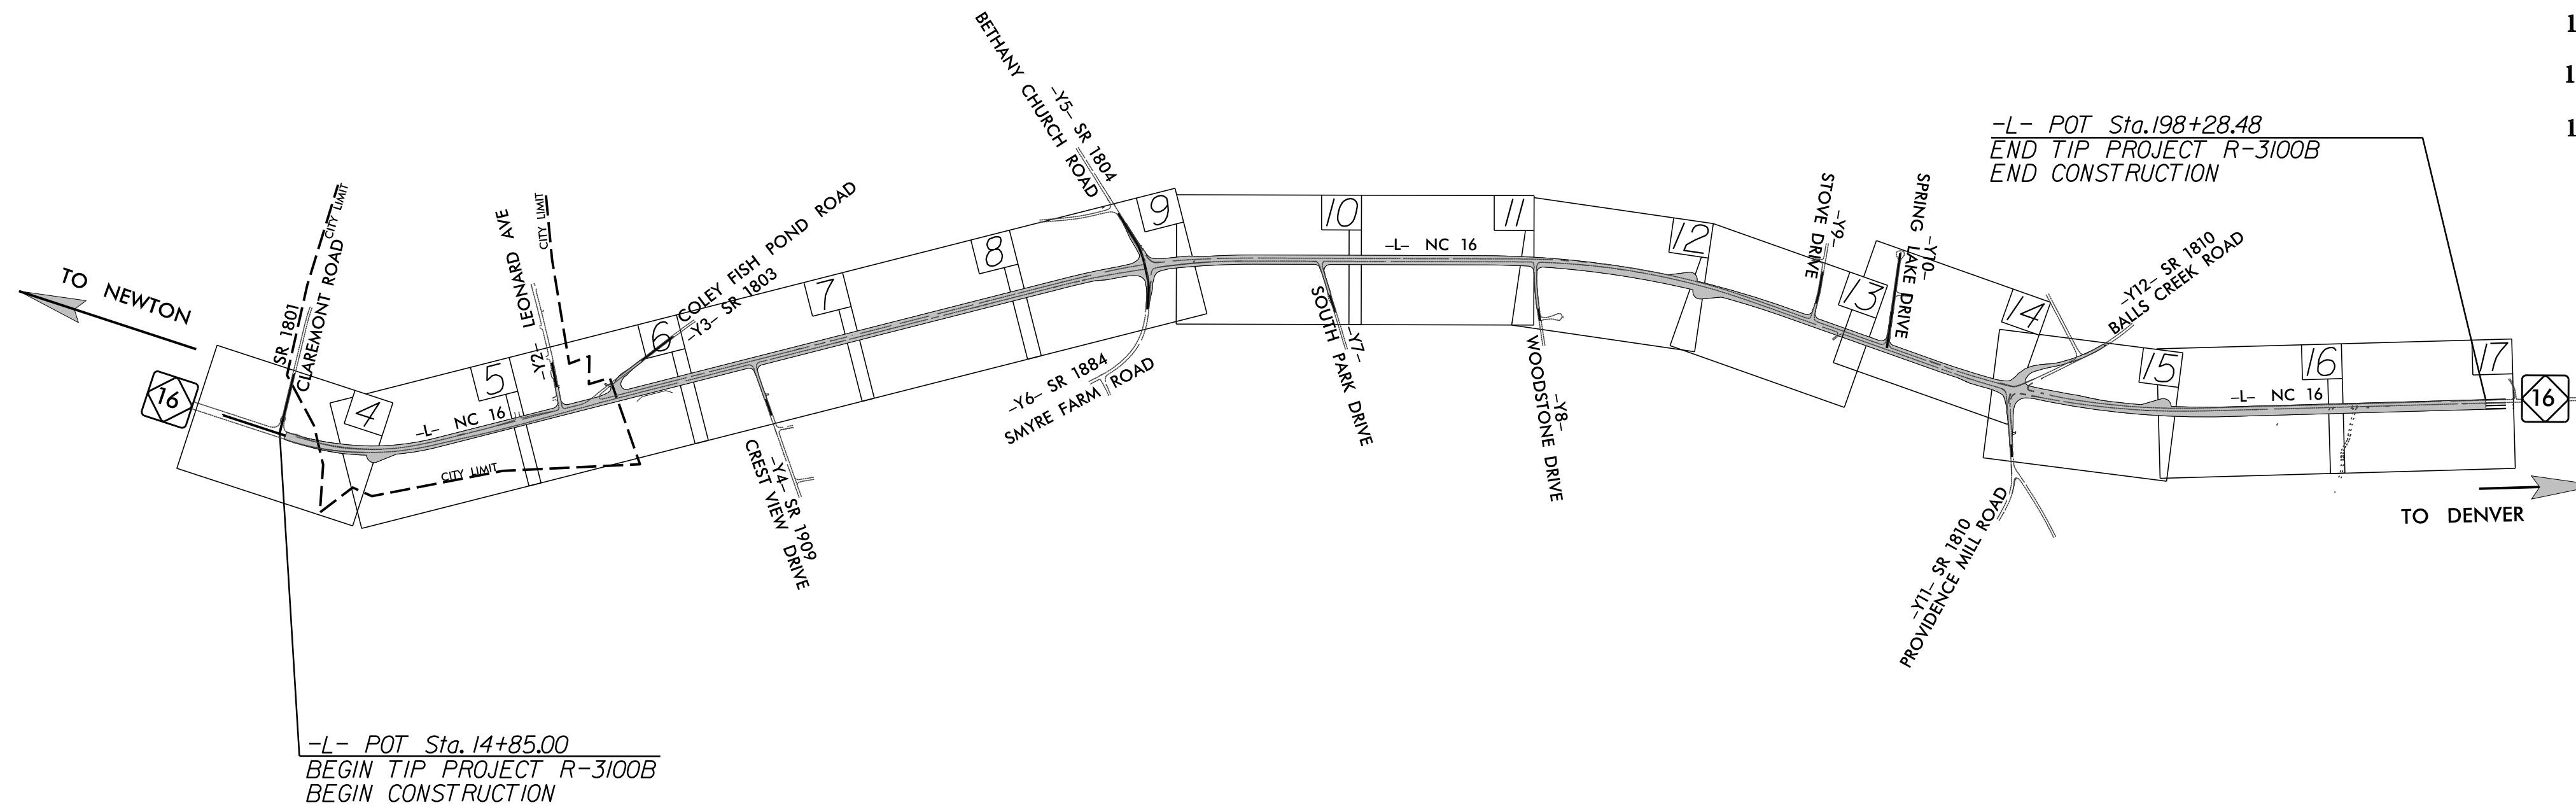 TO NEWTON
16
SR 1801
CLAREMONT ROAD
CITY LIMIT
4
-L- NC 16
CITY LIMIT
5
-Y2- LEONNARD AVE
CITY LIMIT
6
COLEY FISH POND ROAD
-Y3- SR 1803
7
-Y4- SR 1909
CREST VIEW DRIVE
8
-Y5- SR 1804
BETHANY CHURCH ROAD
9
-Y6- SR 1884
SMYRE FARM ROAD
10
-L- NC 16
-Y7-
SOUTH PARK DRIVE
11
-Y8-
WOODSTONE DRIVE
12
-Y9-
STOVE DRIVE
13
-Y10-
SPRING LAKE DRIVE
14
-Y12- SR 1810
BALLS CREEK ROAD
-Y11- SR 1810
PROVIDENCE MILL ROAD
15
-L- NC 16
16
17
16
TO DENVER
-L- POT Sta. 198+28.48
END TIP PROJECT R-3100B
END CONSTRUCTION
-L- POT Sta. 14+85.00
BEGIN TIP PROJECT R-3100B
BEGIN CONSTRUCTION
1
1
1